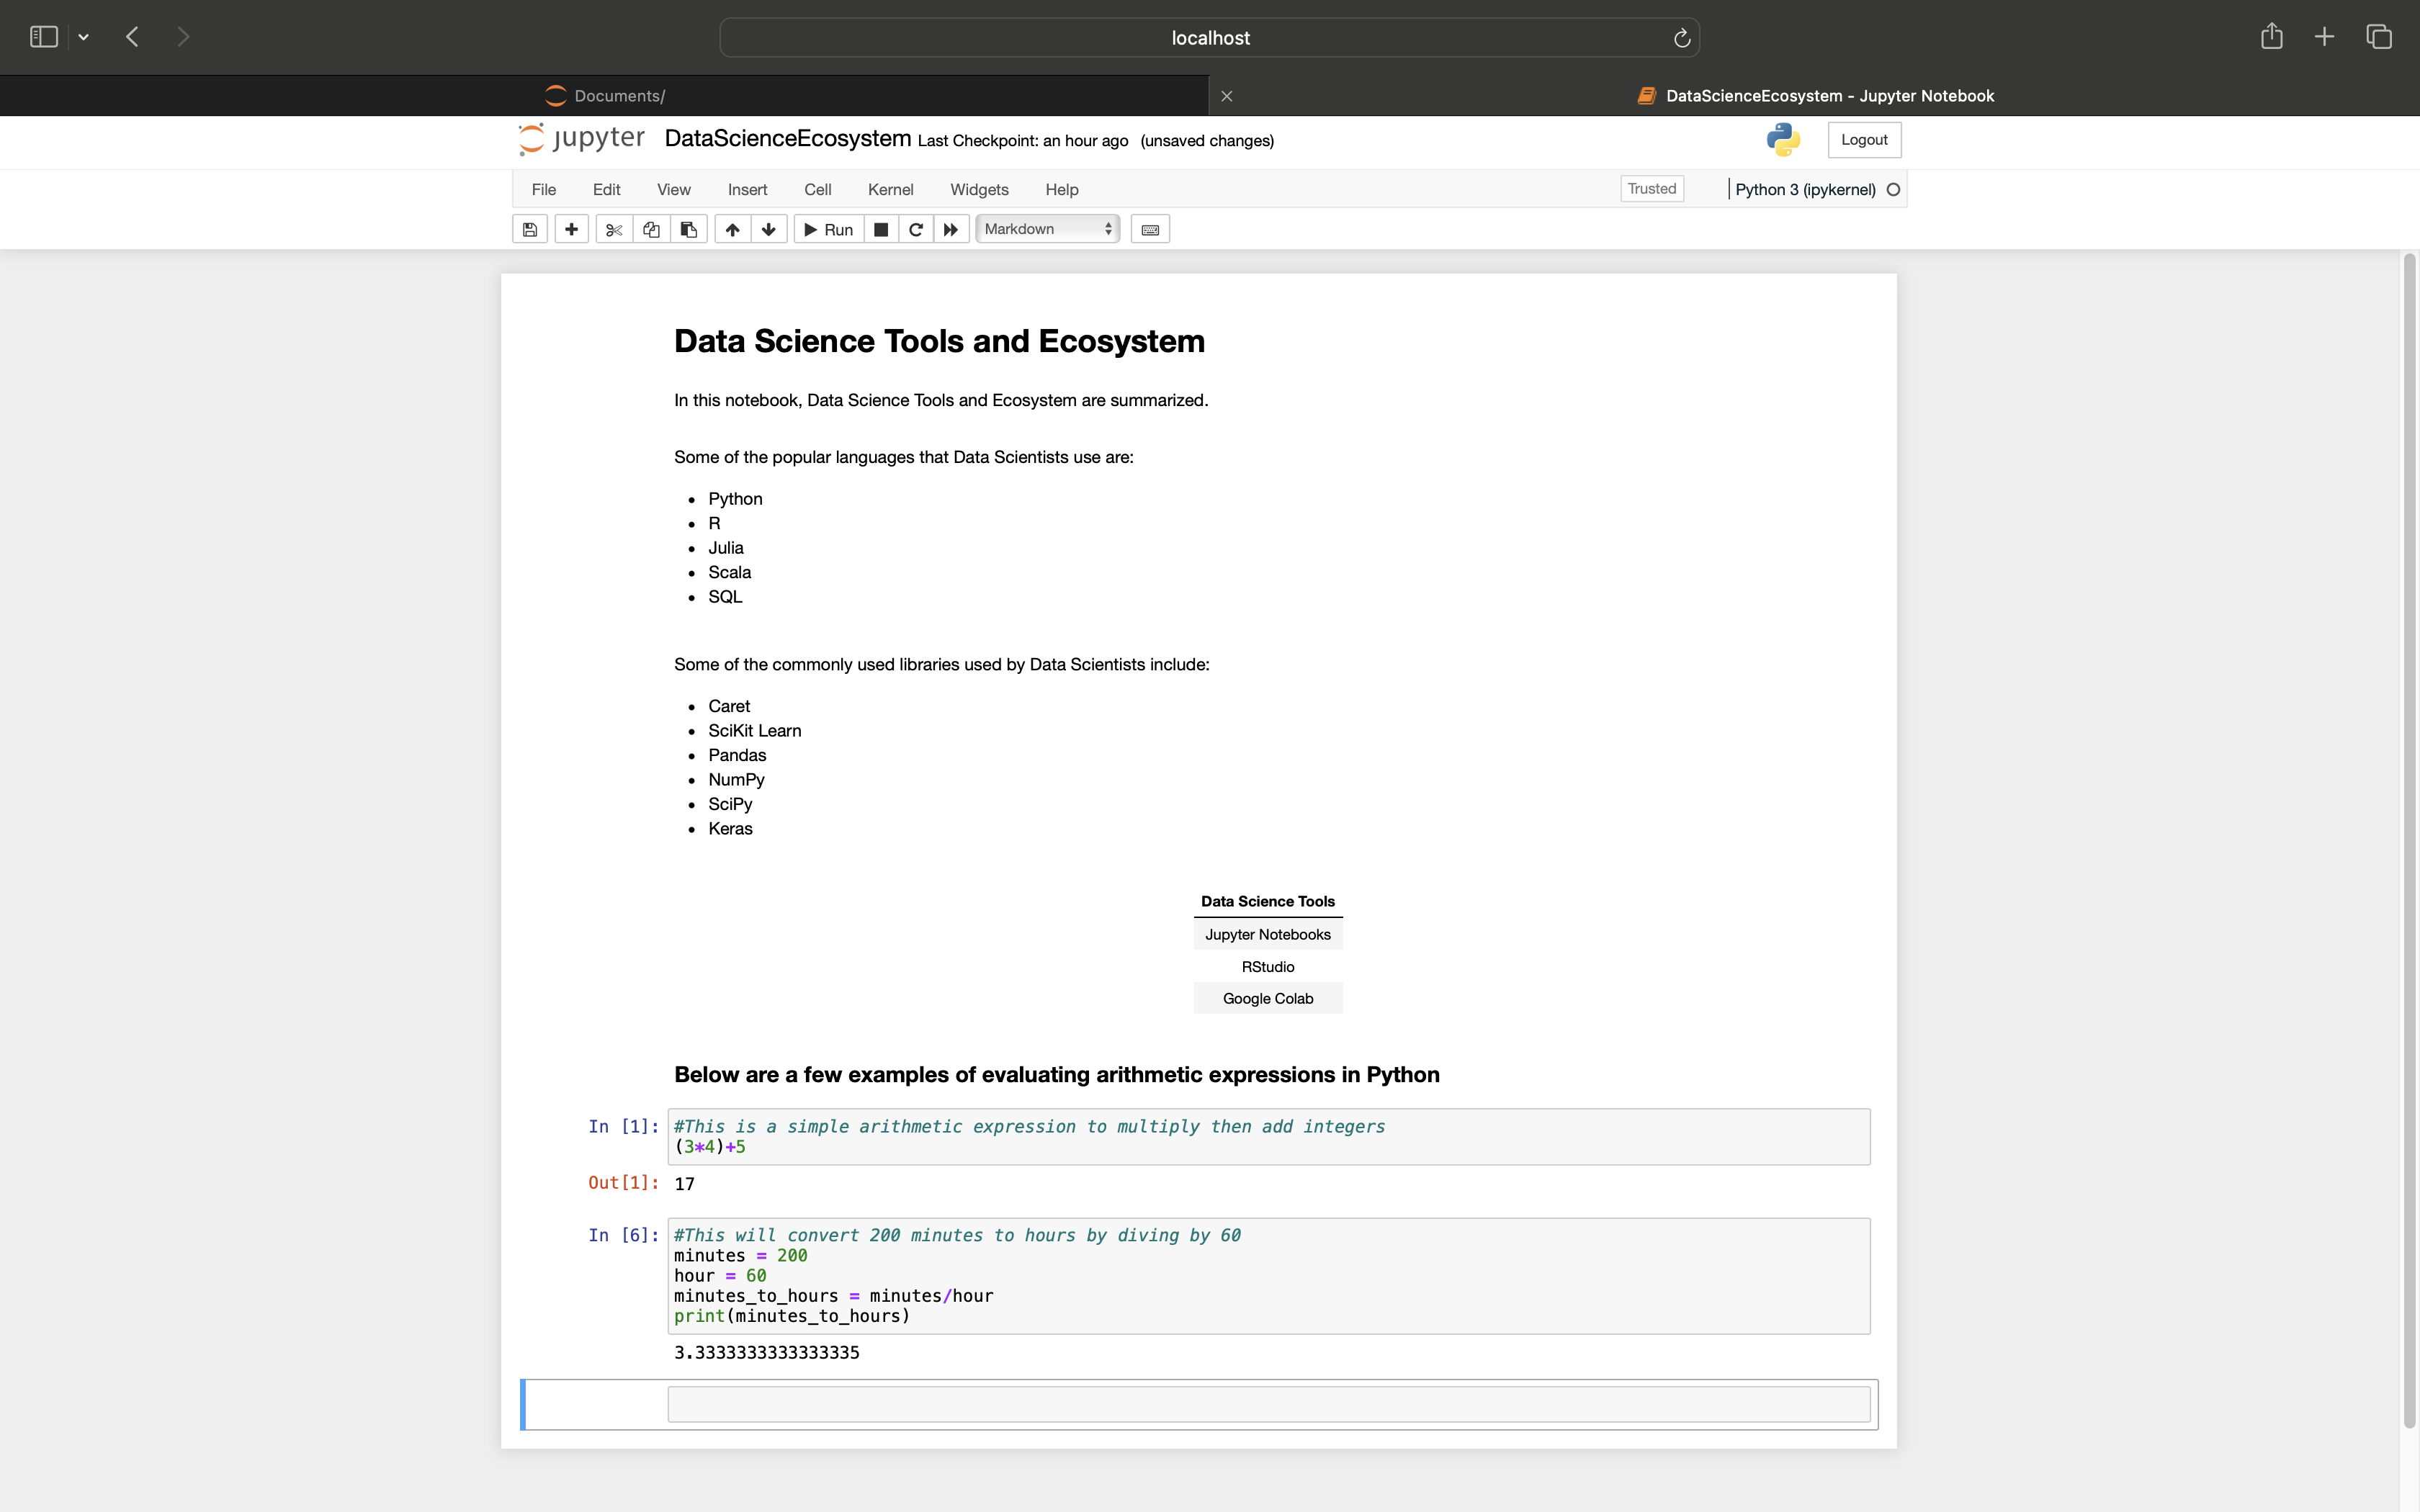 localhost
Documents/
DataScienceEcosystem - Jupyter Notebook
jupyter DataScienceEcosystem Last Checkpoint: an hour ago (unsaved changes)
Logout
File Edit View Insert Cell Kernel Widgets Help
Trusted
Python 3 (ipykernel)
Run
Markdown
Data Science Tools and Ecosystem
In this notebook, Data Science Tools and Ecosystem are summarized.
Some of the popular languages that Data Scientists use are:
• Python
• R
• Julia
• Scala
• SQL
Some of the commonly used libraries used by Data Scientists include:
• Caret
• SciKit Learn
• Pandas
• NumPy
• SciPy
• Keras
Data Science Tools
Jupyter Notebooks
RStudio
Google Colab
Below are a few examples of evaluating arithmetic expressions in Python
In [1]: #This is a simple arithmetic expression to multiply then add integers
(3*4)+5
Out[1]: 17
In [6]: #This will convert 200 minutes to hours by diving by 60
minutes = 200
hour = 60
minutes_to_hours = minutes/hour
print(minutes_to_hours)
3.3333333333333335